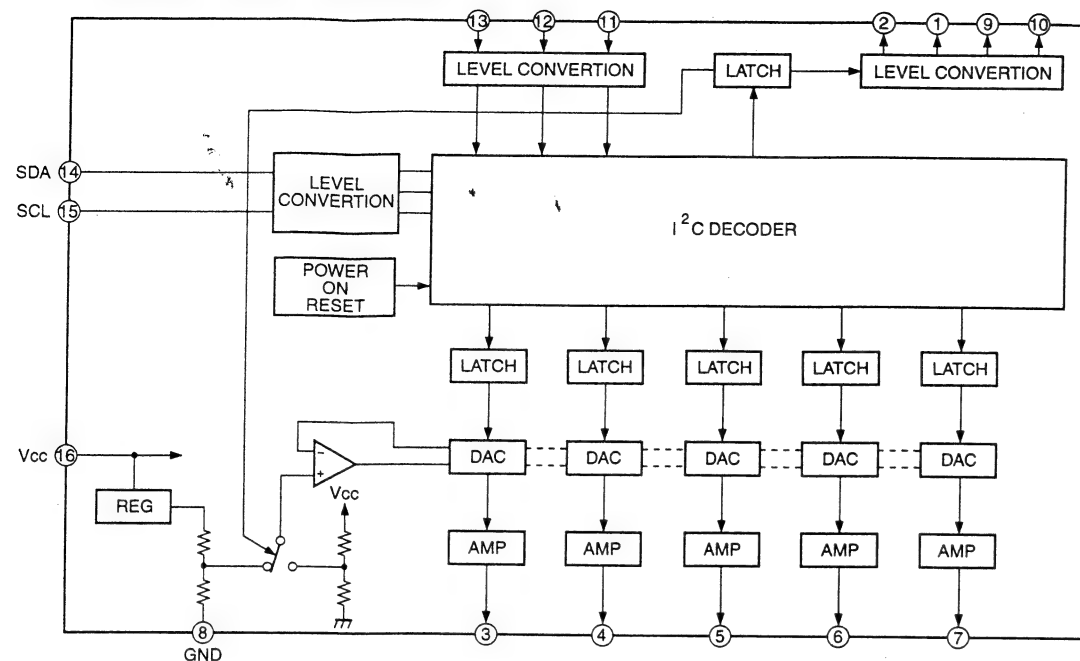 13 12 11 2 1 9 10
LEVEL CONVERTION
LATCH
LEVEL CONVERTION
SDA 14
SCL 15
LEVEL
CONVERTION
I²C DECODER
POWER
ON
RESET
LATCH LATCH LATCH LATCH LATCH
Vcc 16
- 
+
DAC DAC DAC DAC DAC
REG
Vcc
AMP AMP AMP AMP AMP
8 3 4 5 6 7
GND